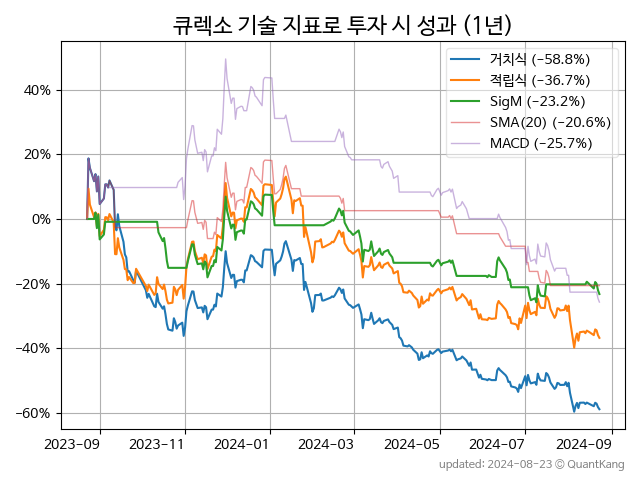 큐렉소 기술 지표로 투자 시 성과 (1년)
거치식 (−58.8%)
적립식 (−36.7%)
SigM (−23.2%)
SMA(20) (−20.6%)
MACD (−25.7%)
40%
20%
0%
−20%
−40%
−60%
2023-09 2023-11 2024-01 2024-03 2024-05 2024-07 2024-09
updated: 2024-08-23 © QuantKang